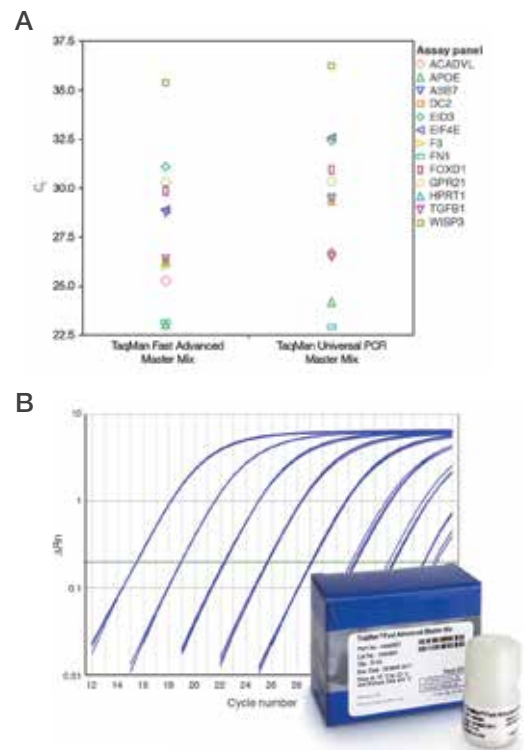 A
37.5
35.0
32.5
30.0
27.5
25.0
22.5
TaqMan Fast Advanced
Master Mix
TaqMan Universal PCR
Master Mix
Assay panel
ACADVL
APOE
ASB7
DC2
EID3
EIF4E
F3
FN1
FOXD1
GPR21
HPRT1
TGFB1
WISP3
B
10
1
0.1
0.01
ΔRn
12
14
16
18
20
22
24
26
28
Cycle number
TaqMan® Fast Advanced Master Mix